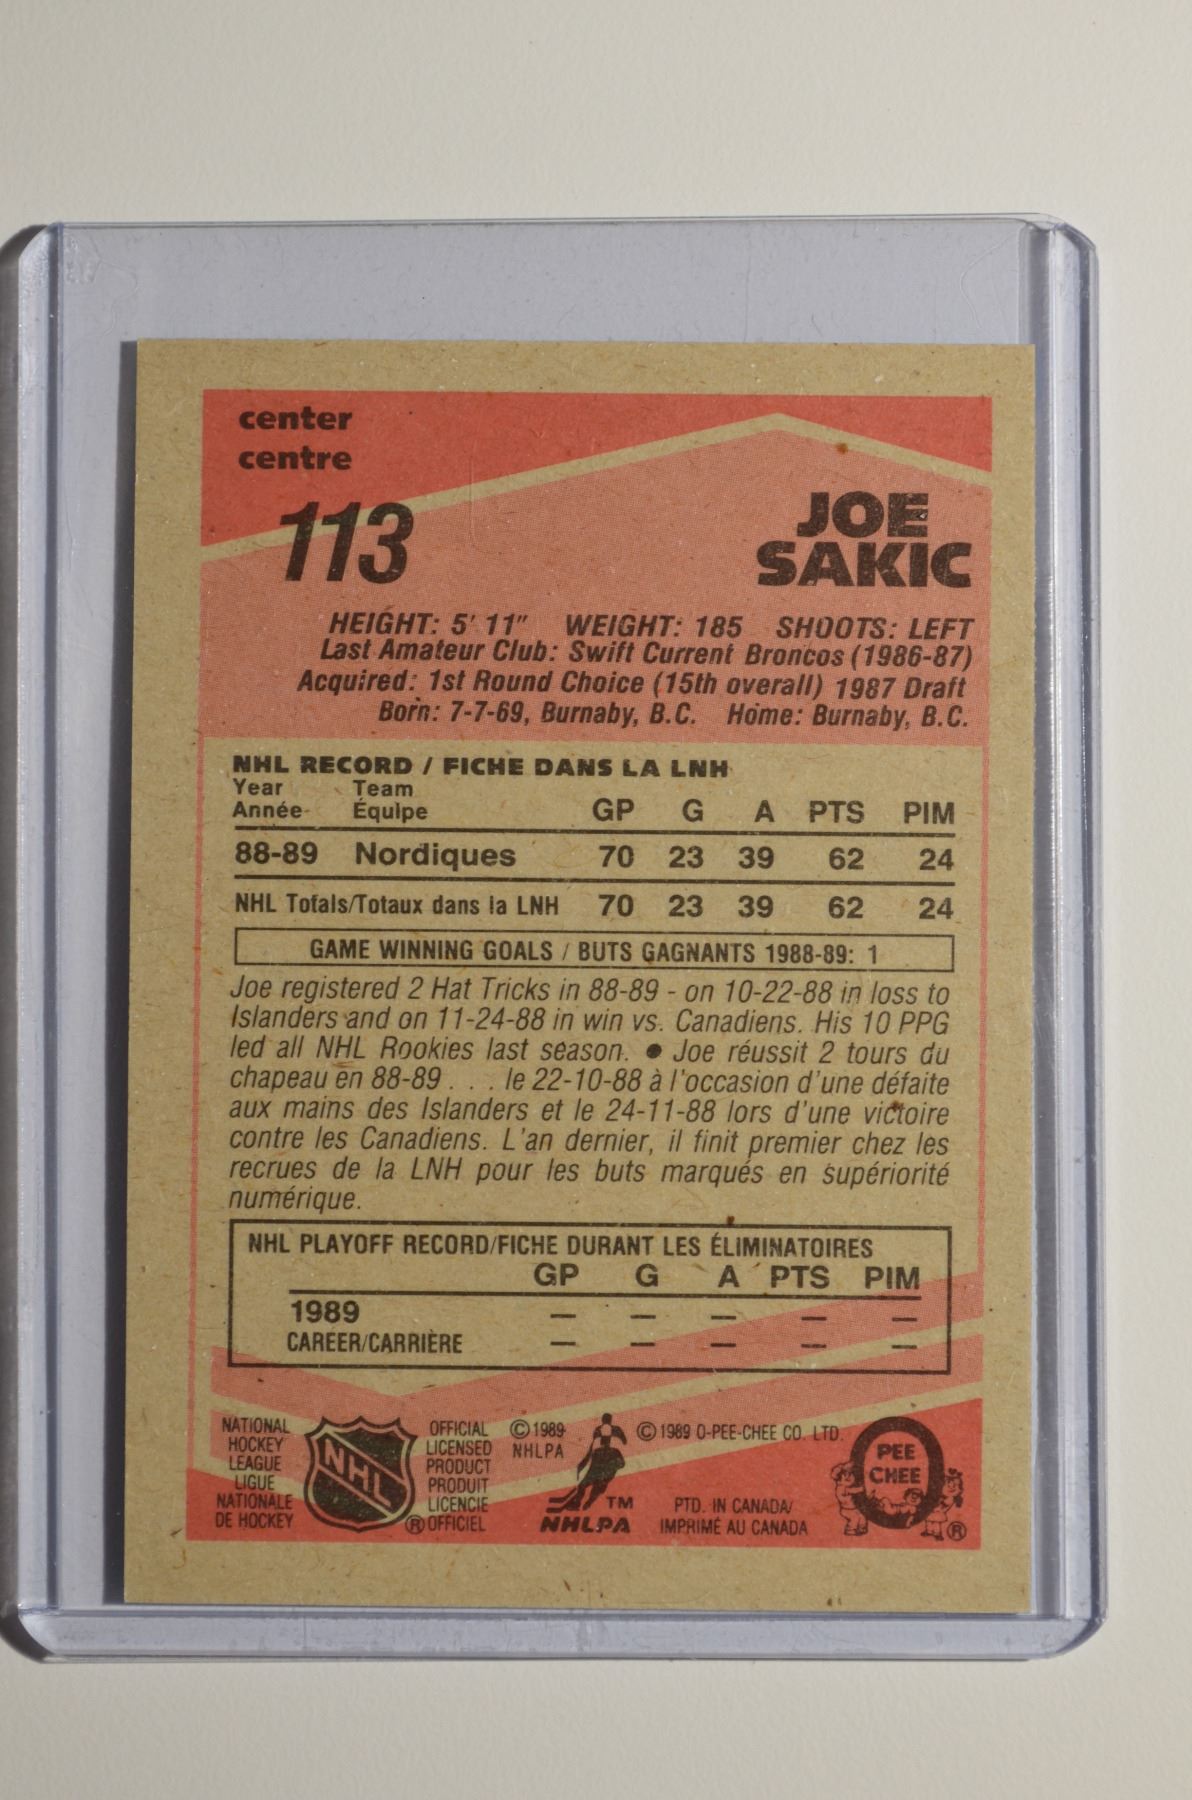 center
centre
113
JOE
SAKIC
HEIGHT: 5' 11" WEIGHT: 185 SHOOTS: LEFT
Last Amateur Club: Swift Current Broncos (1986-87)
Acquired: 1st Round Choice (15th overall) 1987 Draft
Born: 7-7-69, Burnaby, B.C. Home: Burnaby, B.C.
NHL RECORD / FICHE DANS LA LNH
Year Team
Année Équipe GP G A PTS PIM
88-89 Nordiques 70 23 39 62 24
NHL Totals/Totaux dans la LNH 70 23 39 62 24
GAME WINNING GOALS / BUTS GAGNANTS 1988-89: 1
Joe registered 2 Hat Tricks in 88-89 - on 10-22-88 in loss to
Islanders and on 11-24-88 in win vs. Canadiens. His 10 PPG
led all NHL Rookies last season. ● Joe réussit 2 tours du
chapeau en 88-89 . . . le 22-10-88 à l'occasion d'une défaite
aux mains des Islanders et le 24-11-88 lors d'une victoire
contre les Canadiens. L'an dernier, il finit premier chez les
recrues de la LNH pour les buts marqués en supériorité
numérique.
NHL PLAYOFF RECORD/FICHE DURANT LES ÉLIMINATOIRES
GP G A PTS PIM
1989 — — — — —
CAREER/CARRIÈRE — — — — —
NATIONAL
HOCKEY
LEAGUE
LIGUE
NATIONALE
DE HOCKEY
NHL
®
OFFICIAL
LICENSED
PRODUCT
PRODUIT
LICENCIE
OFFICIEL
© 1989
NHLPA
TM
NHLPA
© 1989 O-PEE-CHEE CO. LTD.
PTD. IN CANADA/
IMPRIMÉ AU CANADA
PEE
CHEE
®